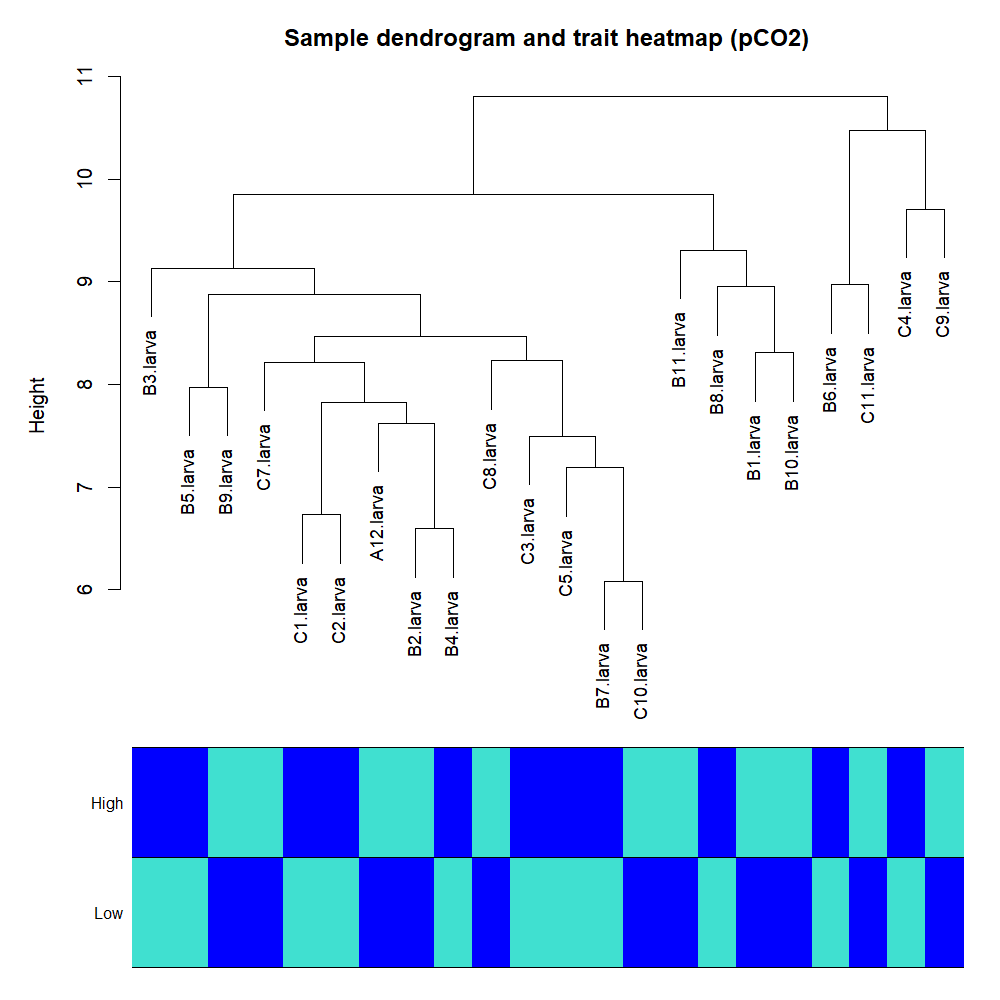 Sample dendrogram and trait heatmap (pCO2)
Height
11
10
9
8
7
6
B3.larva
B5.larva
B9.larva
C7.larva
C1.larva
C2.larva
A12.larva
B2.larva
B4.larva
C8.larva
C3.larva
C5.larva
B7.larva
C10.larva
B11.larva
B8.larva
B1.larva
B10.larva
B6.larva
C11.larva
C4.larva
C9.larva
High
Low